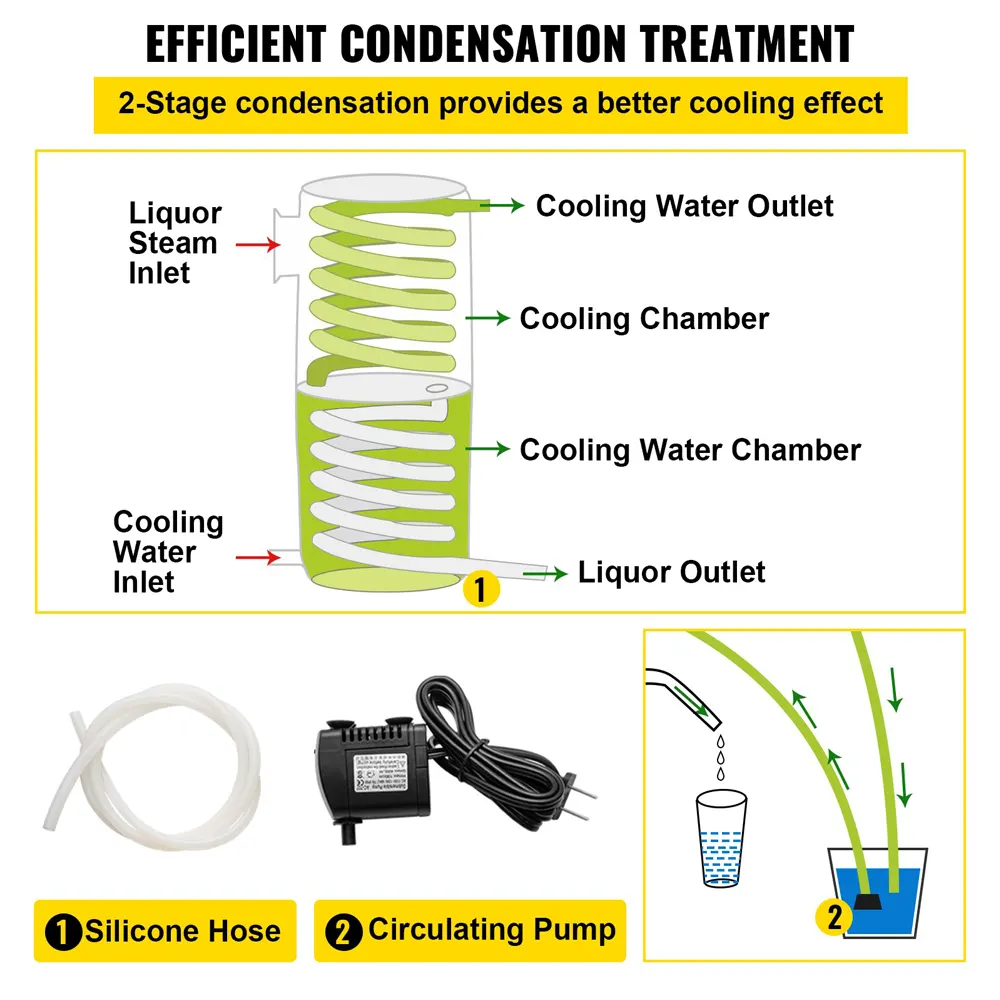 EFFICIENT CONDENSATION TREATMENT
2-Stage condensation provides a better cooling effect
Liquor
Steam
Inlet
Cooling Water Outlet
Cooling Chamber
Cooling Water Chamber
Cooling
Water
Inlet
Liquor Outlet
1
2
1 Silicone Hose
2 Circulating Pump